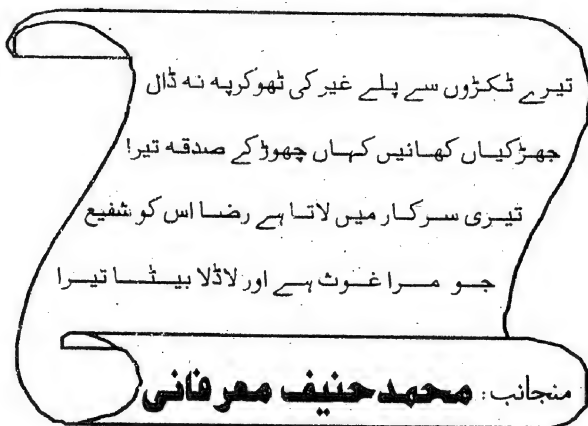 تیرے ٹکڑوں سے پلے غیر کی ٹھوکر پہ نہ ڈال
جھڑکیاں کھائیں کہاں چھوڑ کے صدقہ تیرا!
تیری سرکار میں لاتا ہے رضا اس کو شفیع
جو مرا غوث ہے اور لاڈلا بیٹا تیرا
منجانب: محمد حنیف معرفانی